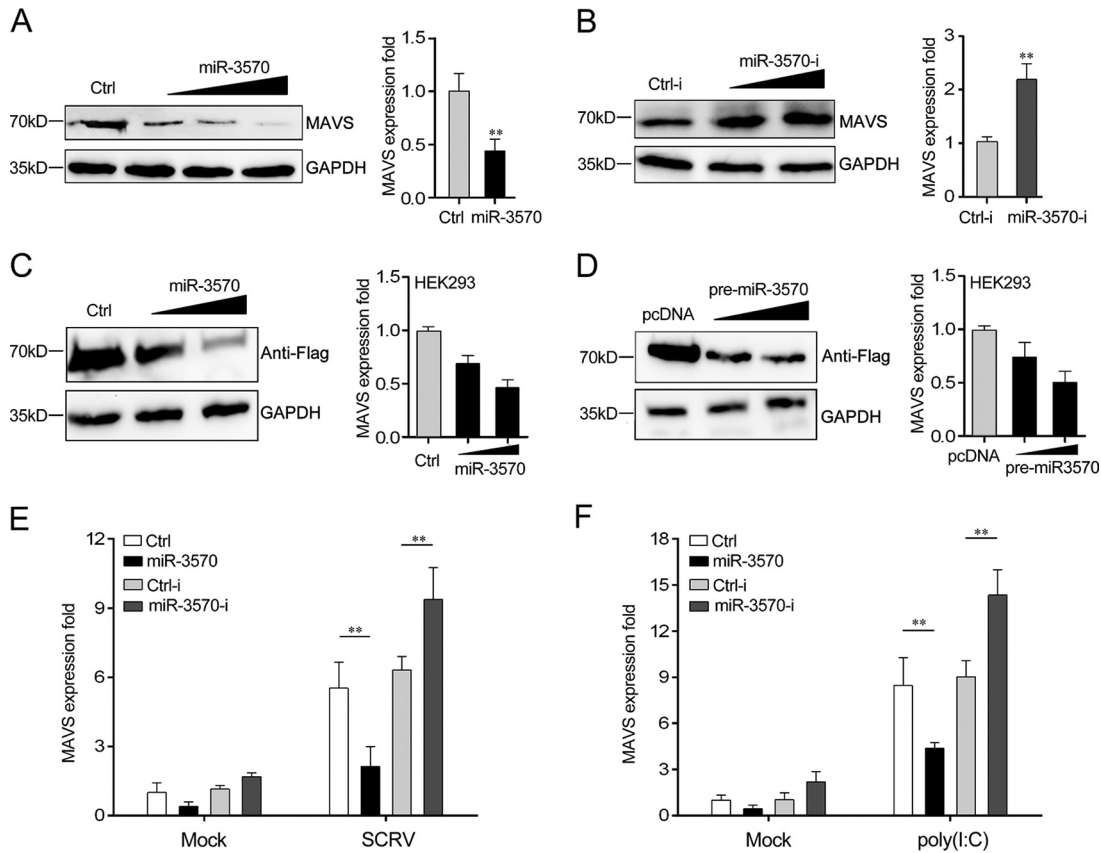 A
Ctrl
miR-3570
70kD
MAVS
35kD
GAPDH
MAVS expression fold
1.5
1.0
0.5
0.0
**
Ctrl miR-3570
B
Ctrl-i
miR-3570-i
70kD
MAVS
35kD
GAPDH
MAVS expression fold
3
2
1
0
**
Ctrl-i miR-3570-i
C
Ctrl
miR-3570
70kD
Anti-Flag
35kD
GAPDH
MAVS expression fold
1.5
1.0
0.5
0.0
HEK293
Ctrl
miR-3570
D
pcDNA
pre-miR-3570
70kD
Anti-Flag
35kD
GAPDH
MAVS expression fold
1.5
1.0
0.5
0.0
HEK293
pcDNA
pre-miR3570
E
MAVS expression fold
12
9
6
3
0
Ctrl
miR-3570
Ctrl-i
miR-3570-i
**
**
Mock SCRV
F
MAVS expression fold
18
15
12
9
6
3
0
Ctrl
miR-3570
Ctrl-i
miR-3570-i
**
**
Mock poly(I:C)